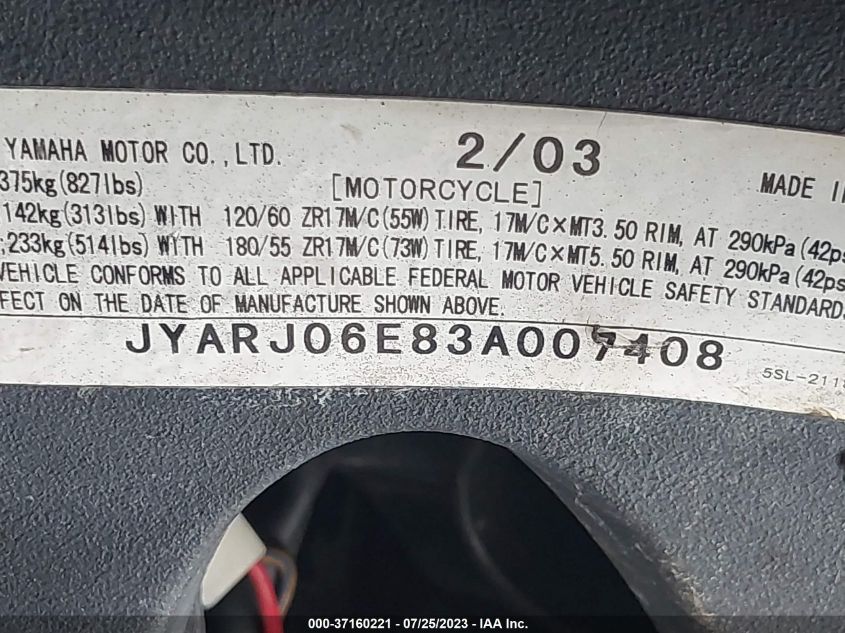 YAMAHA MOTOR CO., LTD. 2/03 MADE I
375kg(827lbs) [MOTORCYCLE]
142kg(313lbs) WITH 120/60 ZR17M/C(55W) TIRE, 17M/C×MT3.50 RIM, AT 290kPa(42ps
;233kg(514lbs) WITH 180/55 ZR17M/C(73W) TIRE, 17M/C×MT5.50 RIM, AT 290kPa(42ps
VEHICLE CONFORMS TO ALL APPLICABLE FEDERAL MOTOR VEHICLE SAFETY STANDARD
FECT ON THE DATE OF MANUFACTURE SHOWN ABOVE.
JYARJ06E83A007408
5SL-211
000-37160221 - 07/25/2023 - IAA Inc.